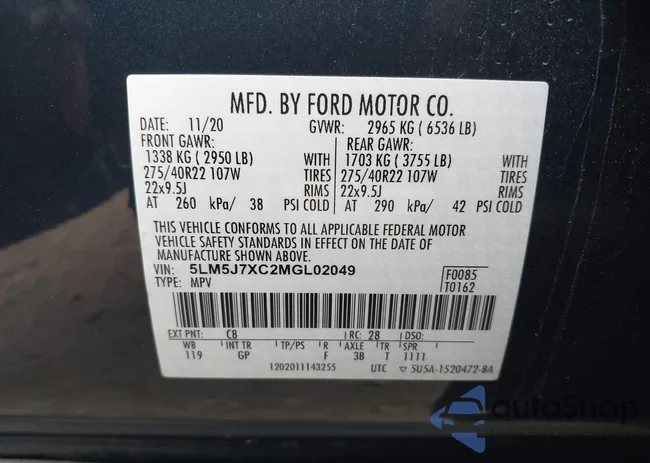 MFD. BY FORD MOTOR CO.
DATE: 11/20 GVWR: 2965 KG ( 6536 LB)
FRONT GAWR: REAR GAWR:
1338 KG ( 2950 LB) WITH 1703 KG ( 3755 LB) WITH
275/40R22 107W TIRES 275/40R22 107W TIRES
22x9.5J RIMS 22x9.5J RIMS
AT 260 kPa/ 38 PSI COLD AT 290 kPa/ 42 PSI COLD
THIS VEHICLE CONFORMS TO ALL APPLICABLE FEDERAL MOTOR
VEHICLE SAFETY STANDARDS IN EFFECT ON THE DATE OF
MANUFACTURE SHOWN ABOVE.
VIN: 5LM5J7XC2MGL02049 F0085
TYPE: MPV T0162
EXT PNT: C8 RC: 28 DSO:
WB INT TR TP/PS R AXLE TR SPR
119 GP F 3B T 1111
1202011143255 UTC ▽ 5U5A-1520472-BA
autoSnap